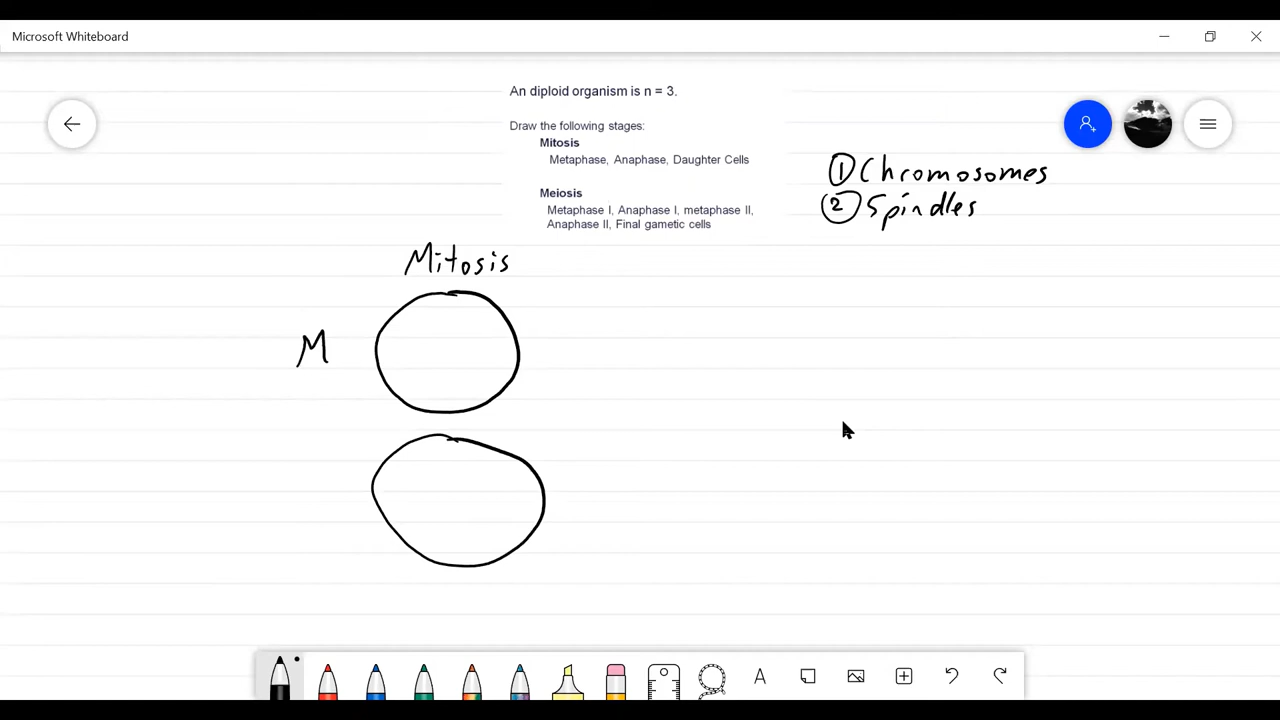 Microsoft Whiteboard
An diploid organism is n = 3.
Draw the following stages:
Mitosis
Metaphase, Anaphase, Daughter Cells
Meiosis
Metaphase I, Anaphase I, metaphase II,
Anaphase II, Final gametic cells
① Chromosomes
② Spindles
Mitosis
M
A